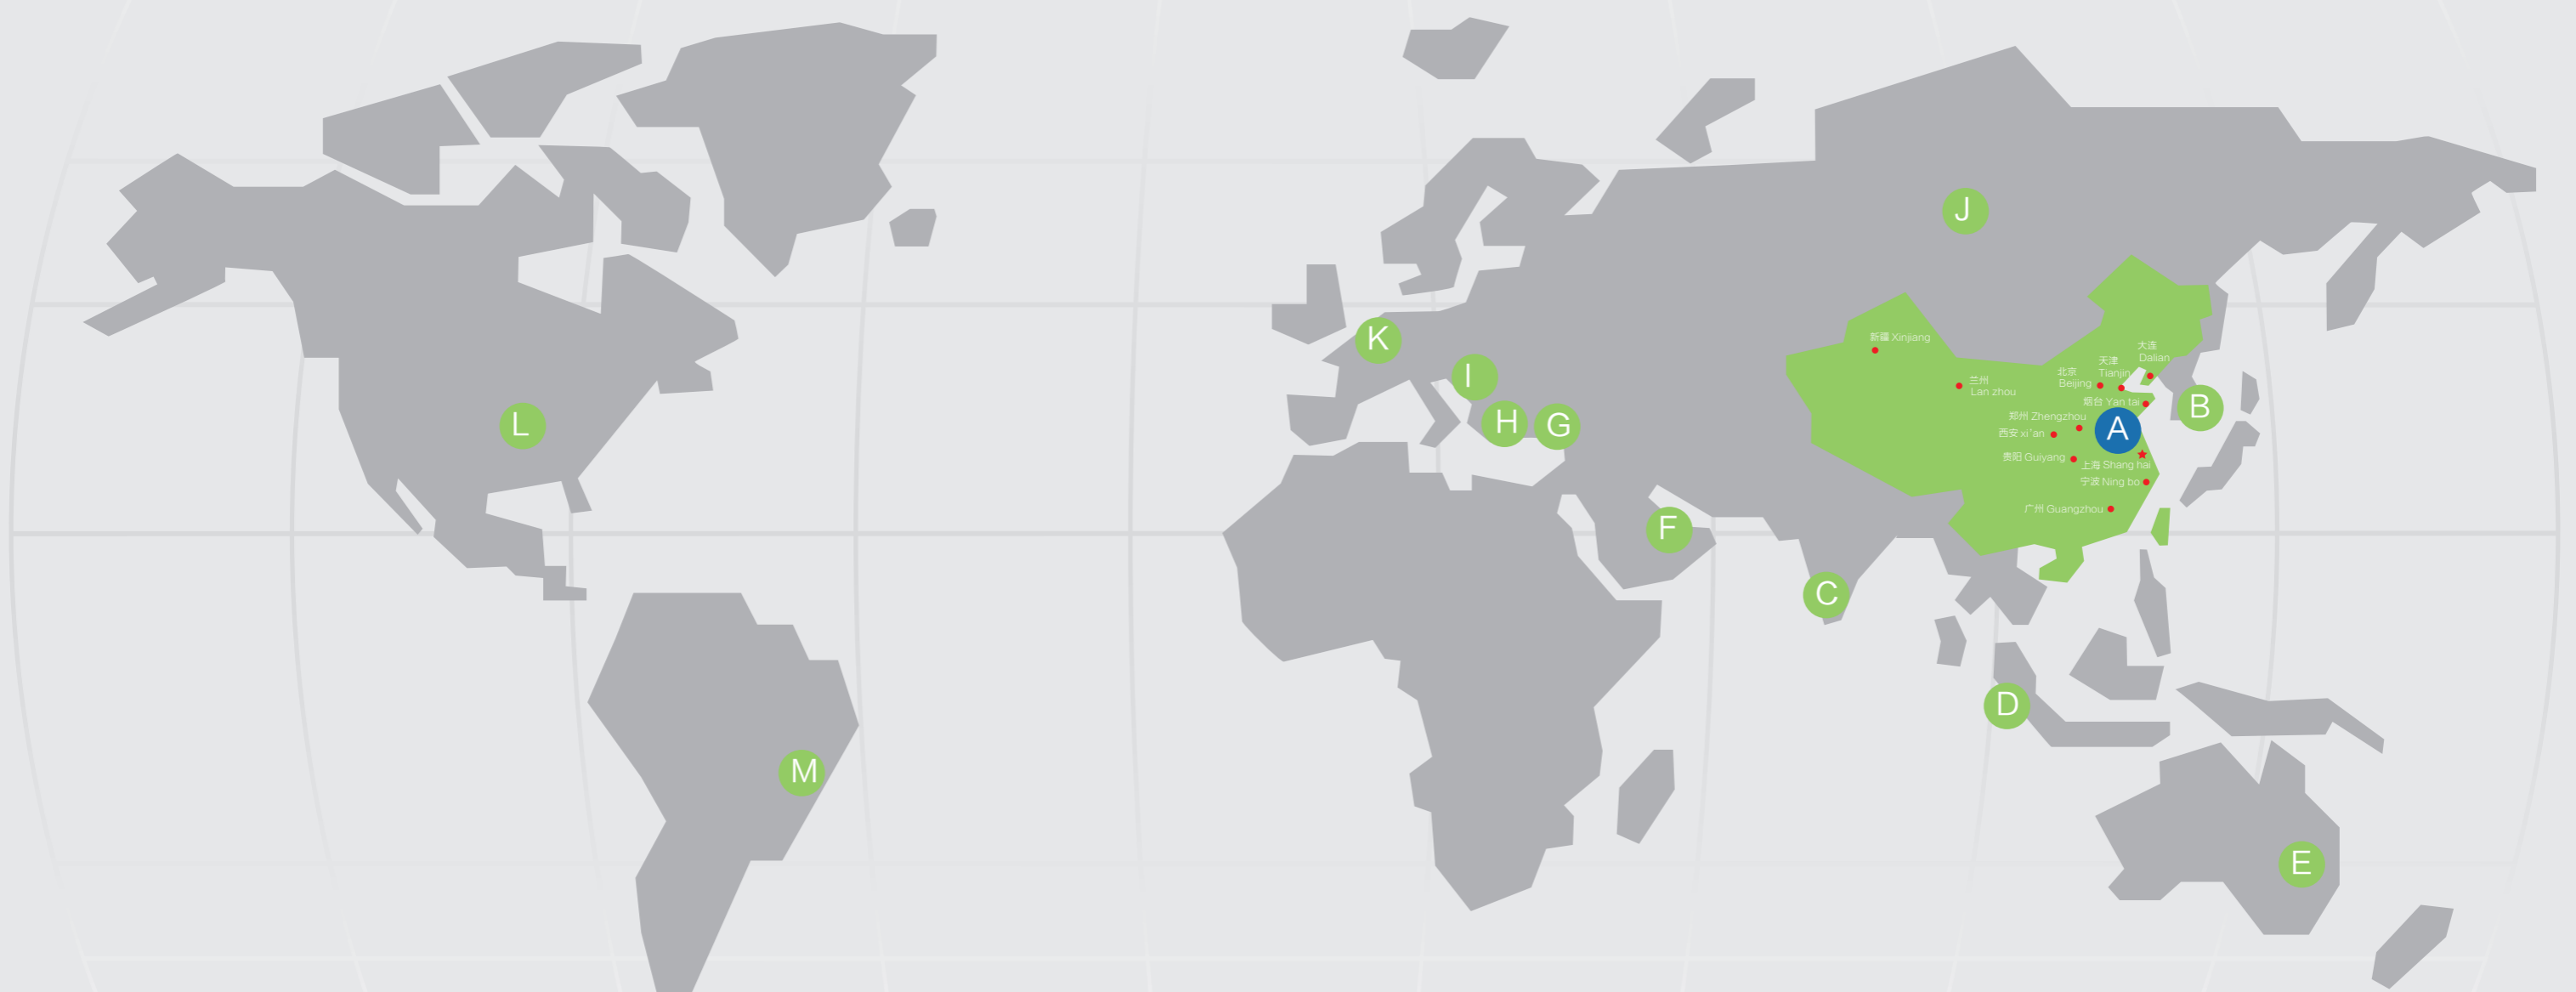 J
新疆 Xinjiang
K
大连
Dalian
天津
Tianjin
北京
Beijing
兰州
Lan zhou
I
烟台 Yan tai
B
L
H
G
郑州 Zhengzhou
A
西安 xi'an
贵阳 Guiyang
上海 Shang hai
宁波 Ning bo
广州 Guangzhou
F
C
D
M
E